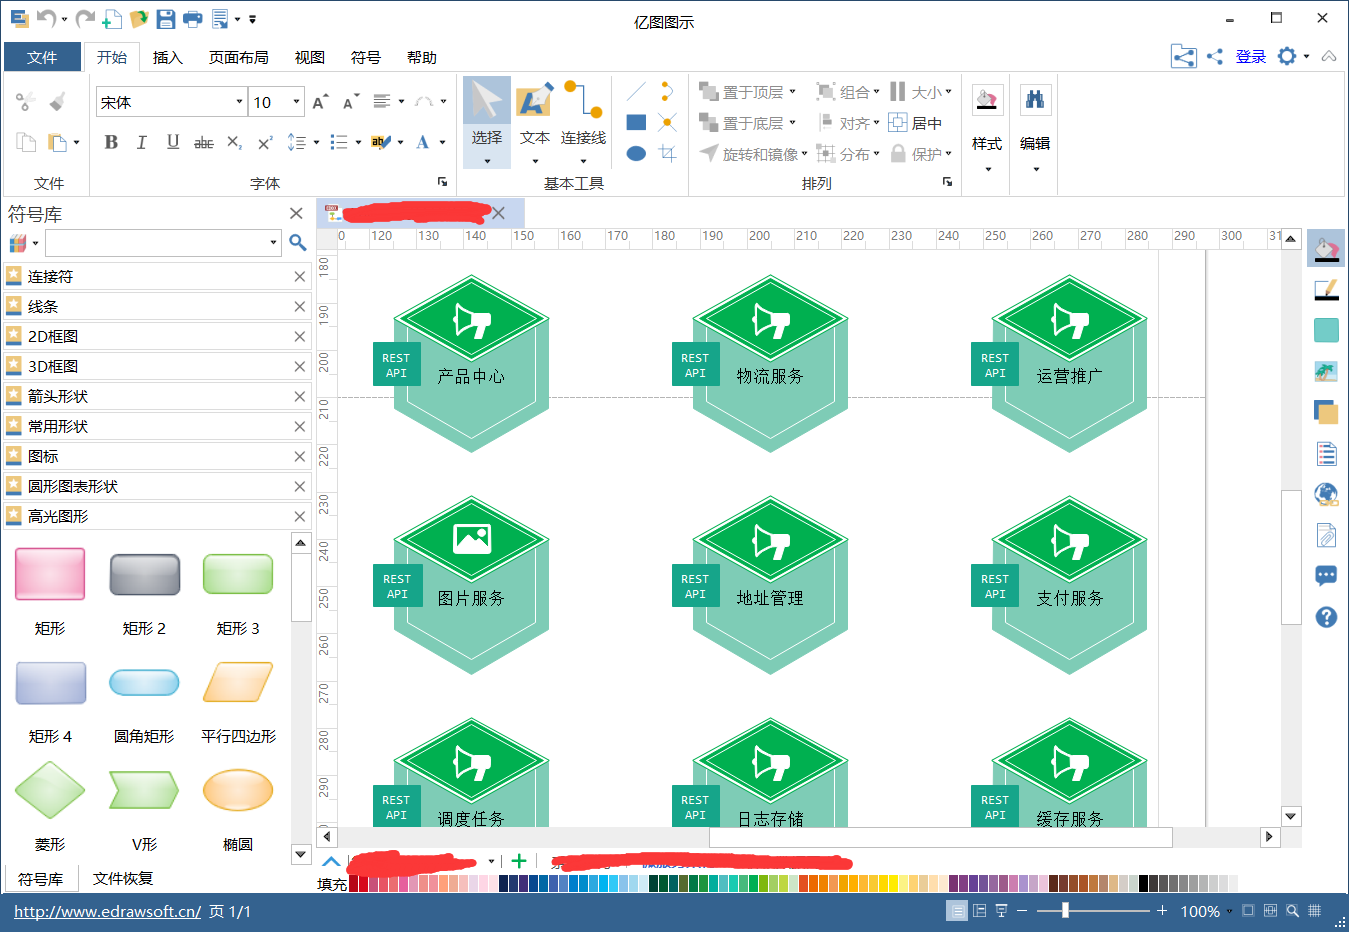 亿图图示
文件 开始 插入 页面布局 视图 符号 帮助 登录
宋体 10
B I U abc X₂ X² A
选择 文本 连接线
置于顶层 组合 大小
置于底层 对齐 居中
旋转和镜像 分布 保护
样式 编辑
文件 字体 基本工具 排列
符号库
连接符
线条
2D框图
3D框图
箭头形状
常用形状
图标
圆形图表形状
高光图形
矩形 矩形 2 矩形 3
矩形 4 圆角矩形 平行四边形
菱形 V形 椭圆
符号库 文件恢复
0 120 130 140 150 160 170 180 190 200 210 220 230 240 250 260 270 280 290 300 31
180
190
200
210
220
230
240
250
260
270
280
290
REST
API
产品中心
REST
API
物流服务
REST
API
运营推广
REST
API
图片服务
REST
API
地址管理
REST
API
支付服务
REST
API
调度任务
REST
API
日志存储
REST
API
缓存服务
填充
http://www.edrawsoft.cn/ 页 1/1 100%